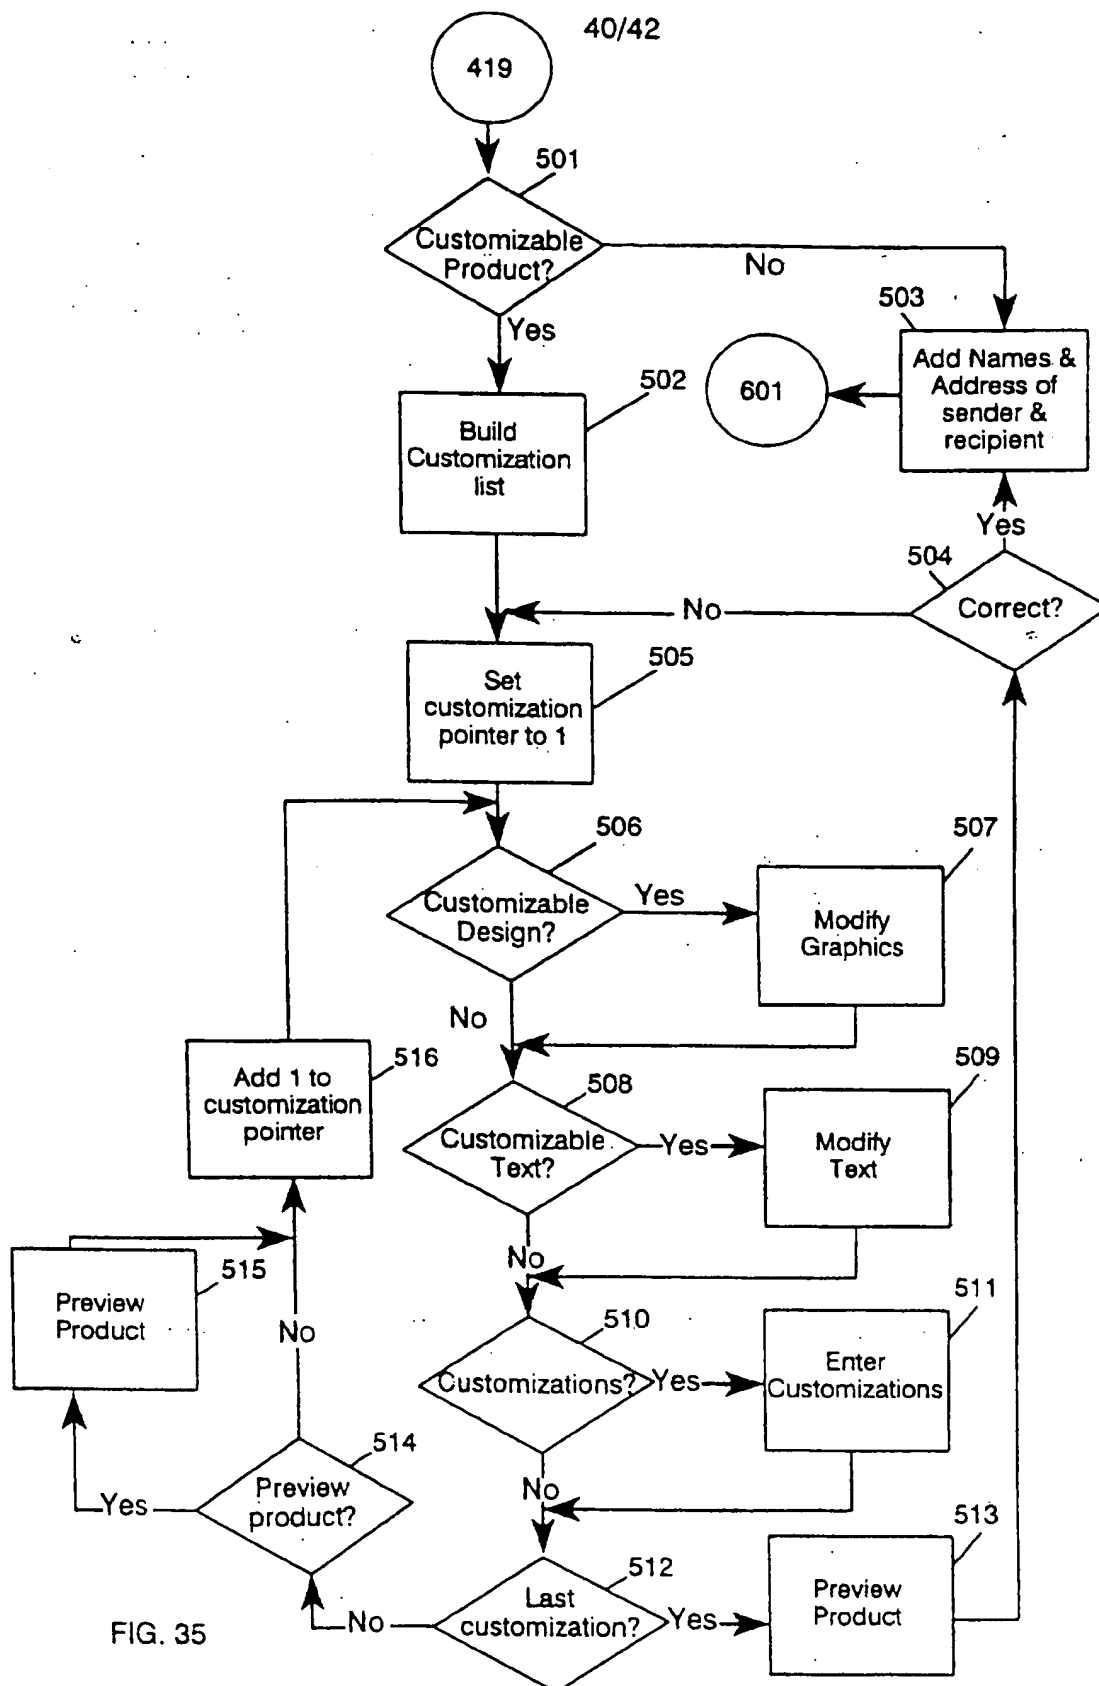 40/42
419
501
Customizable
Product?
No
Yes
503
Add Names &
Address of
sender &
recipient
601
502
Build
Customization
list
Yes
504
Correct?
No
505
Set
customization
pointer to 1
506
Customizable
Design?
Yes
507
Modify
Graphics
No
516
Add 1 to
customization
pointer
508
Customizable
Text?
Yes
509
Modify
Text
No
515
Preview
Product
No
510
Customizations?
Yes
511
Enter
Customizations
No
514
Preview
product?
Yes
512
Last
customization?
Yes
513
Preview
Product
No
FIG. 35